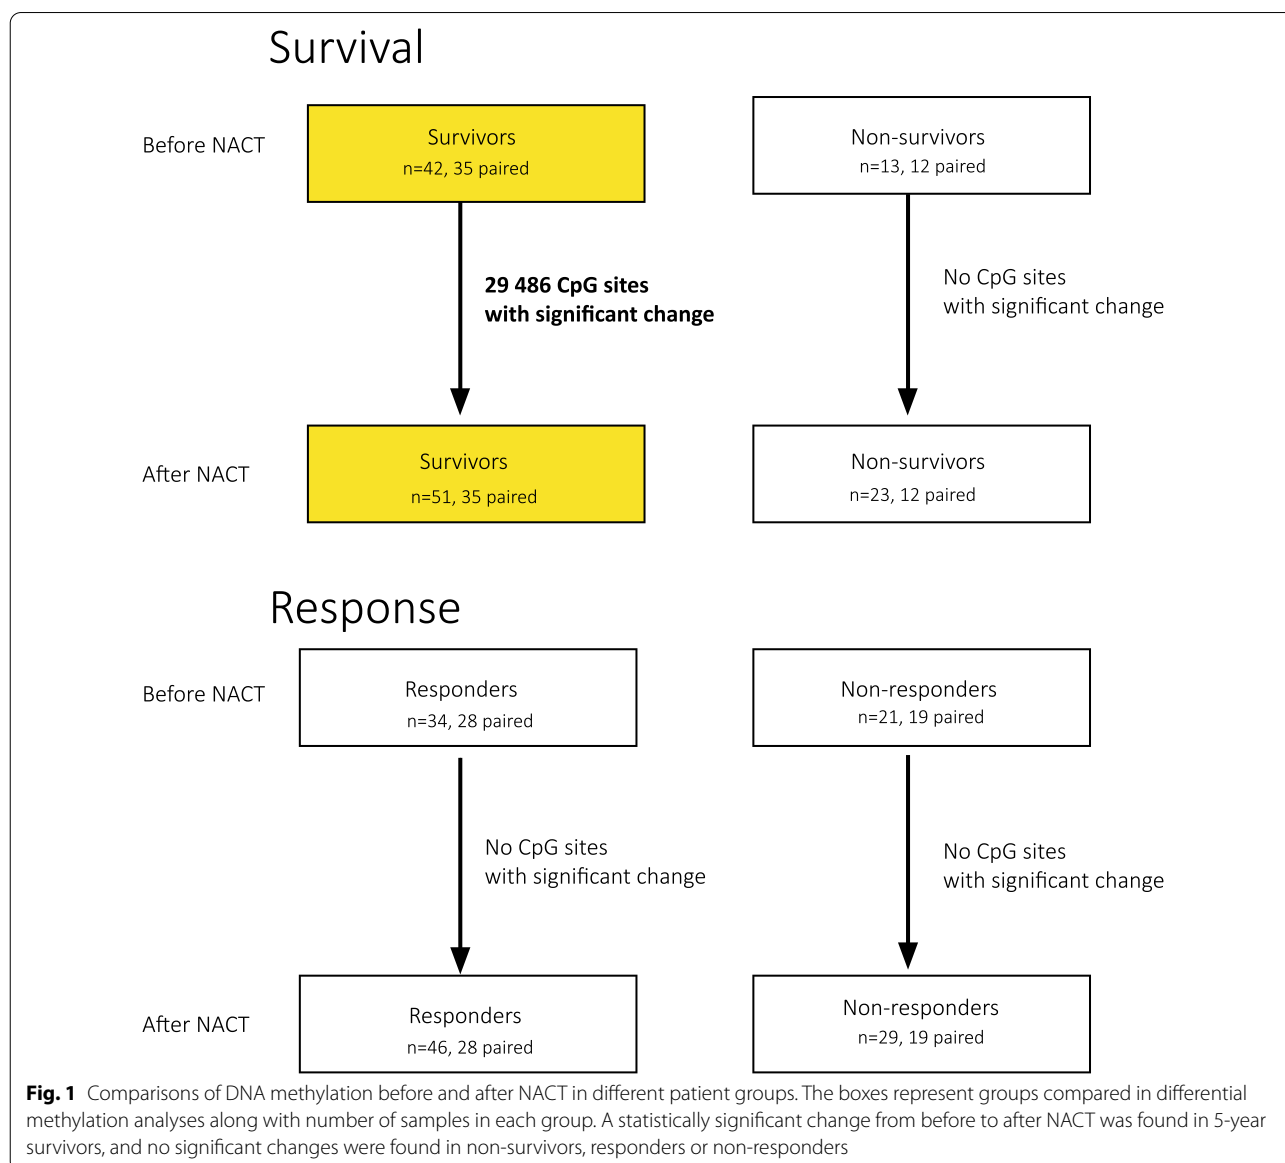 Survival
Before NACT
Survivors
n=42, 35 paired
Non-survivors
n=13, 12 paired
29 486 CpG sites
with significant change
No CpG sites
with significant change
After NACT
Survivors
n=51, 35 paired
Non-survivors
n=23, 12 paired
Response
Before NACT
Responders
n=34, 28 paired
Non-responders
n=21, 19 paired
No CpG sites
with significant change
No CpG sites
with significant change
After NACT
Responders
n=46, 28 paired
Non-responders
n=29, 19 paired
Fig. 1 Comparisons of DNA methylation before and after NACT in different patient groups. The boxes represent groups compared in differential
methylation analyses along with number of samples in each group. A statistically significant change from before to after NACT was found in 5-year
survivors, and no significant changes were found in non-survivors, responders or non-responders